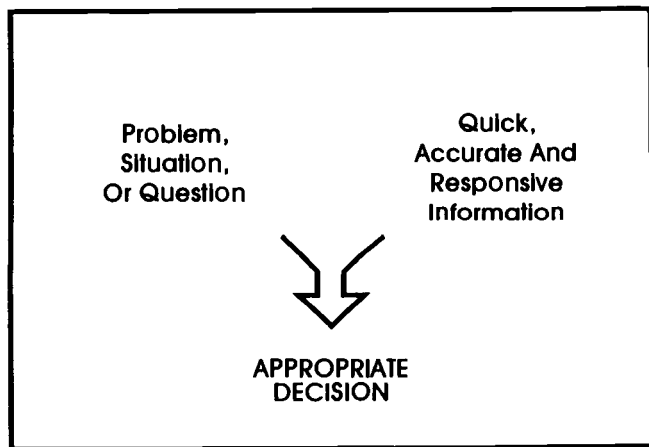 Problem,
Situation,
Or Question
Quick,
Accurate And
Responsive
Information
APPROPRIATE
DECISION